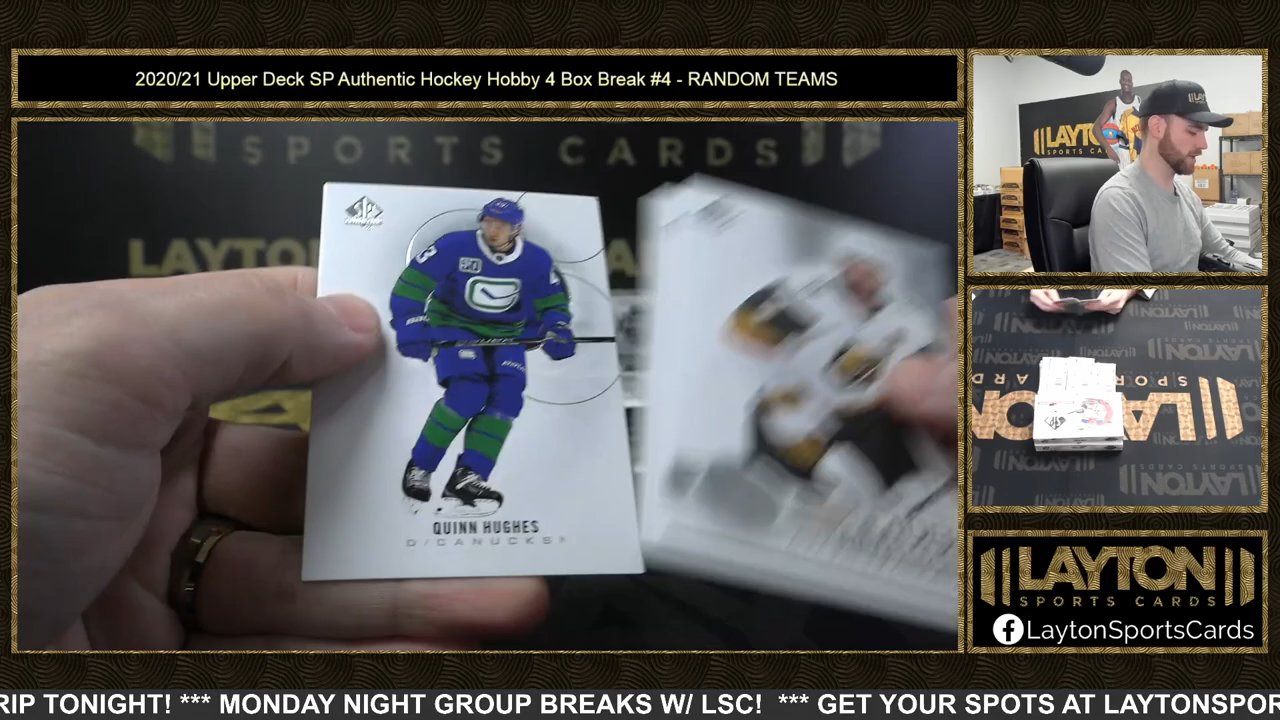 2020/21 Upper Deck SP Authentic Hockey Hobby 4 Box Break #4 - RANDOM TEAMS
SPORTS CARDS
LAYTON
SP
QUINN HUGHES
D / CANUCKS
LAYTON
SPORTS CA
LAYTON
SPORTS CARDS
LaytonSportsCards
RIP TONIGHT! *** MONDAY NIGHT GROUP BREAKS W/ LSC! *** GET YOUR SPOTS AT LAYTONSPOR